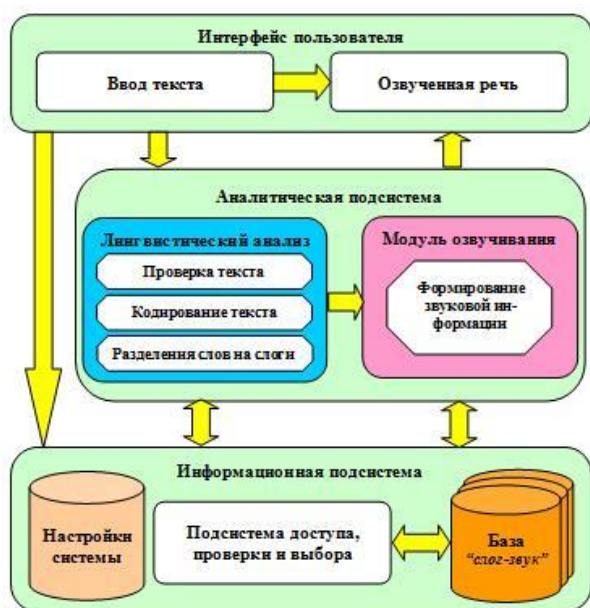 Интерфейс пользователя
Ввод текста
Озвученная речь
Аналитическая подсистема
Лингвистический анализ
Проверка текста
Кодирование текста
Разделения слов на слоги
Модуль озвучивания
Формирование
звуковой ин-
формации
Информационная подсистема
Настройки
системы
Подсистема доступа,
проверки и выбора
База
“слог-звук”